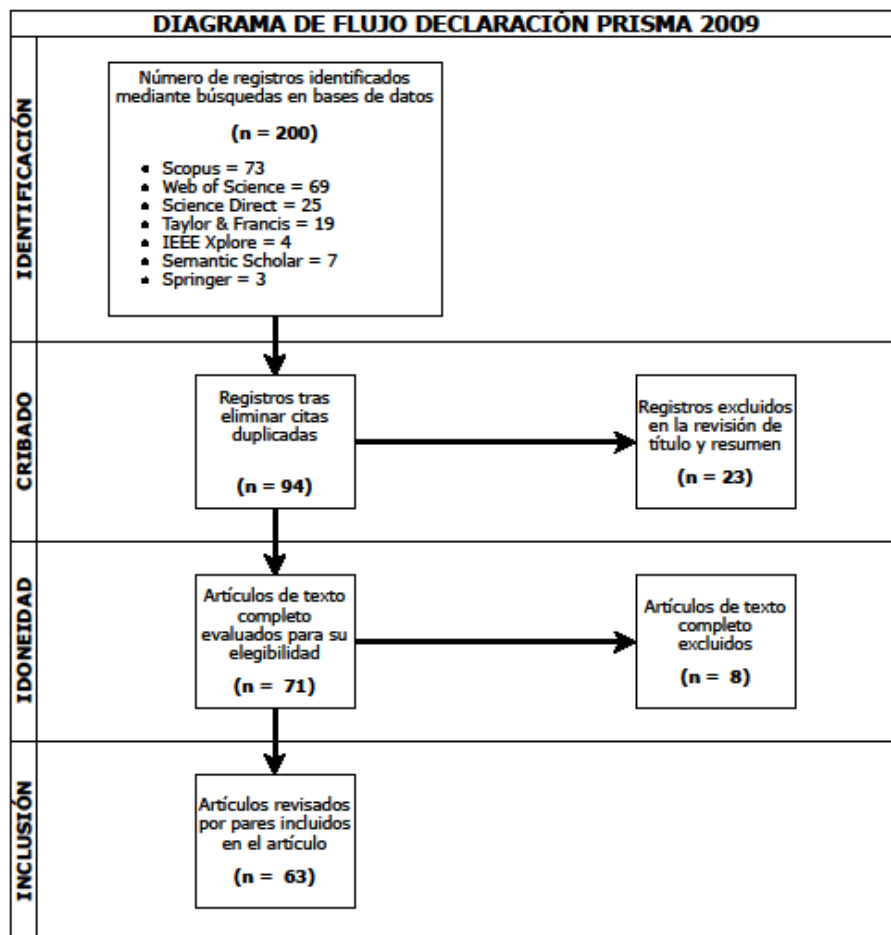 DIAGRAMA DE FLUJO DECLARACIÓN PRISMA 2009
IDENTIFICACIÓN
Número de registros identificados
mediante búsquedas en bases de datos
(n = 200)
• Scopus = 73
• Web of Science = 69
• Science Direct = 25
• Taylor & Francis = 19
• IEEE Xplore = 4
• Semantic Scholar = 7
• Springer = 3
CRIBADO
Registros tras
eliminar citas
duplicadas
(n = 94)
Registros excluidos
en la revisión de
título y resumen
(n = 23)
IDONEIDAD
Artículos de texto
completo
evaluados para su
elegibilidad
(n = 71)
Artículos de texto
completo
excluidos
(n = 8)
INCLUSIÓN
Artículos revisados
por pares incluidos
en el artículo
(n = 63)